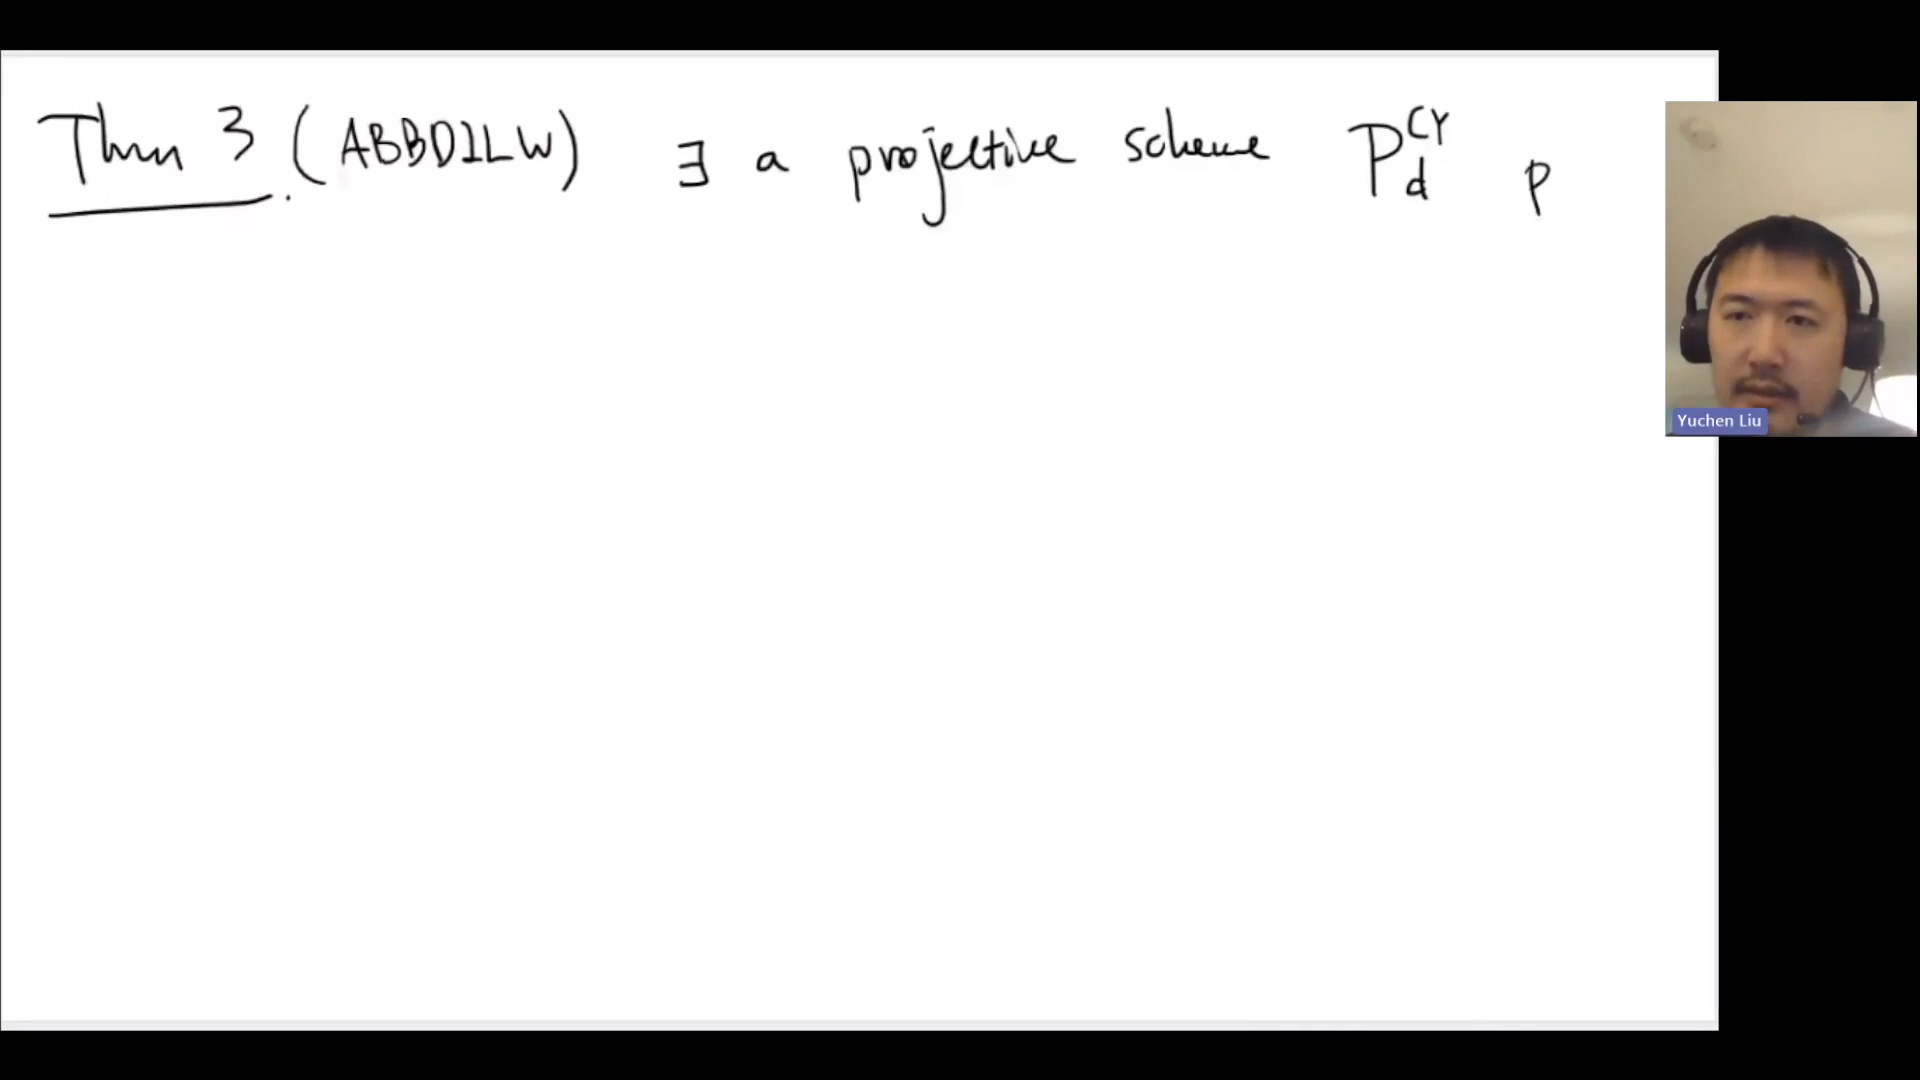 Thm 3. (ABBDILW) ∃ a projective scheme P_d^{CY} p
Yuchen Liu